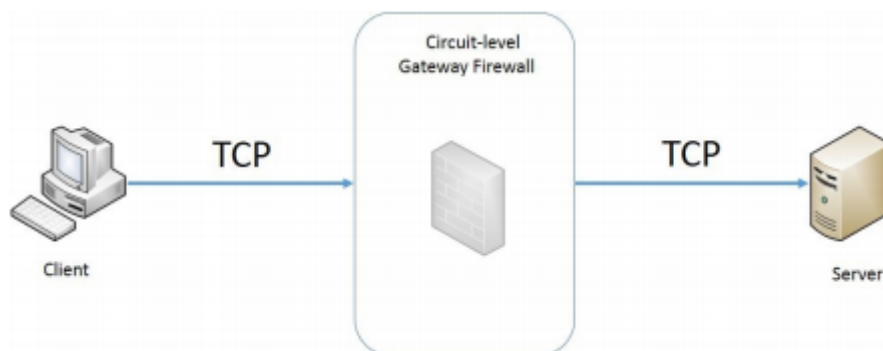 Circuit-level
Gateway Firewall
TCP
TCP
Client
Server